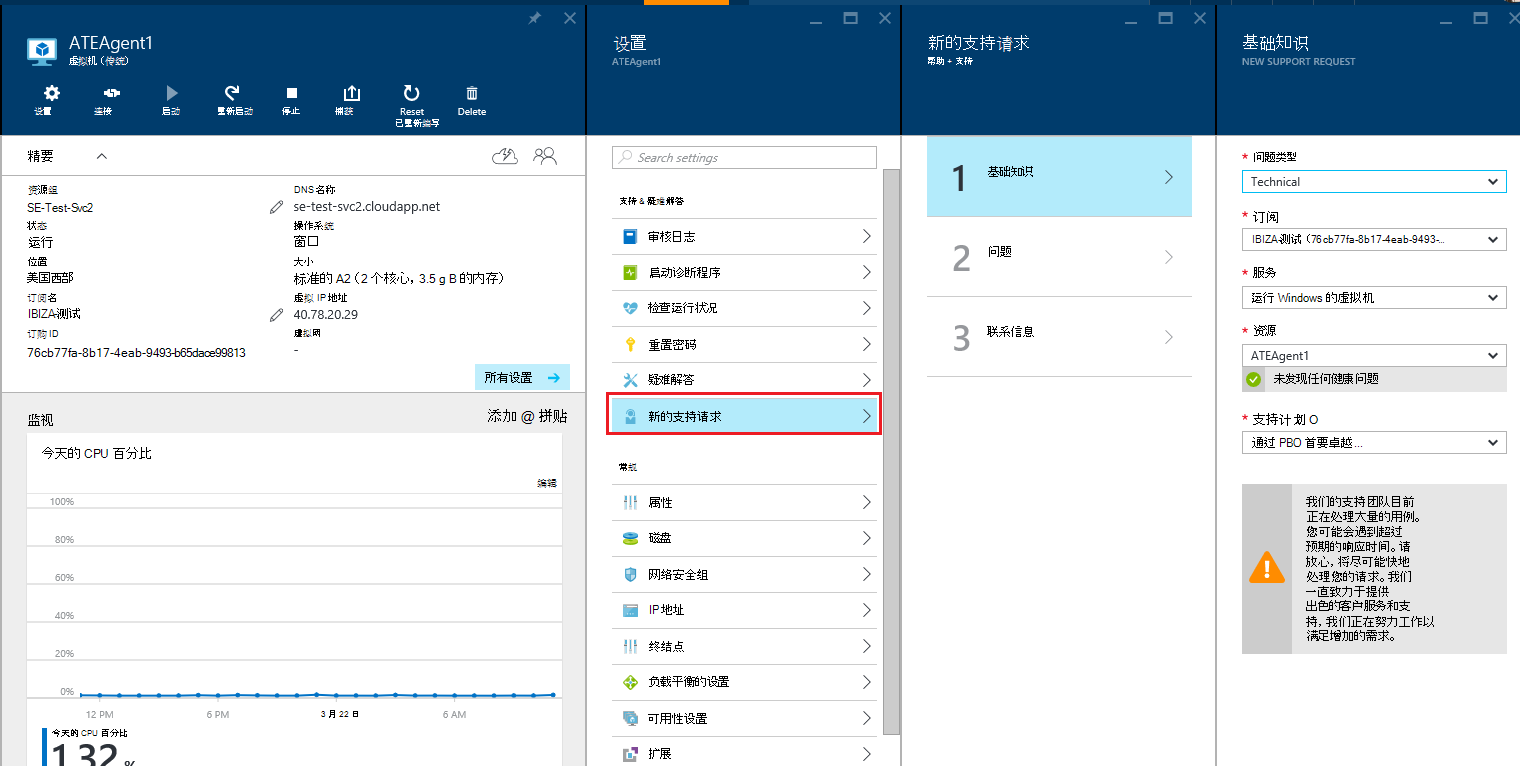 ATEAgent1
虚拟机（传统）
设置
连接
启动
重新启动
停止
捕获
Reset
已重新编写
Delete
精要
资源组
SE-Test-Svc2
状态
运行
位置
美国西部
订阅名
IBIZA测试
订购 ID
76cb77fa-8b17-4eab-9493-b65dace99813
DNS 名称
se-test-svc2.cloudapp.net
操作系统
窗口
大小
标准的 A2（2 个核心，3.5 g B 的内存）
虚拟 IP 地址
40.78.20.29
虚拟网
-
所有设置
监视
添加 @ 拼贴
今天的 CPU 百分比
编辑
100%
80%
60%
40%
20%
0%
12 PM
6 PM
3 月 22 日
6 AM
今天的 CPU 百分比
1.32 %
设置
ATEAgent1
Search settings
支持 & 疑难解答
审核日志
启动诊断程序
检查运行状况
重置密码
疑难解答
新的支持请求
常规
属性
磁盘
网络安全组
IP 地址
终结点
负载平衡的设置
可用性设置
扩展
新的支持请求
帮助 + 支持
1
基础知识
2
问题
3
联系信息
基础知识
NEW SUPPORT REQUEST
* 问题类型
Technical
* 订阅
IBIZA测试（76cb77fa-8b17-4eab-9493-...
* 服务
运行 Windows 的虚拟机
* 资源
ATEAgent1
未发现任何健康问题
* 支持计划 O
通过 PBO 首要卓越...
我们的支持团队目前
正在处理大量的用例。
您可能会遇到超过
预期的响应时间。请
放心，将尽可能快地
处理您的请求。我们
一直致力于提供
出色的客户服务和支
持，我们正在努力工作以
满足增加的需求。